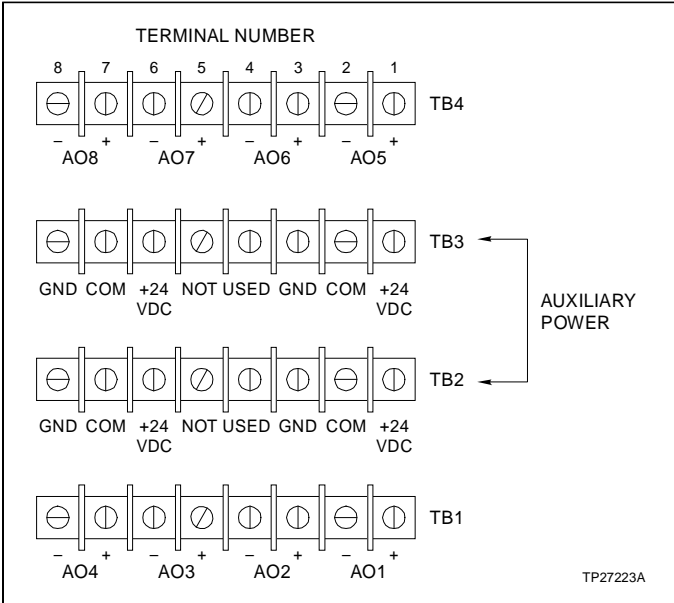 TERMINAL NUMBER
8 7 6 5 4 3 2 1
TB4
– + – + – + – +
AO8 AO7 AO6 AO5
TB3
GND COM +24 NOT USED GND COM +24
VDC VDC
AUXILIARY
POWER
TB2
GND COM +24 NOT USED GND COM +24
VDC VDC
TB1
– + – + – + – +
AO4 AO3 AO2 AO1
TP27223A